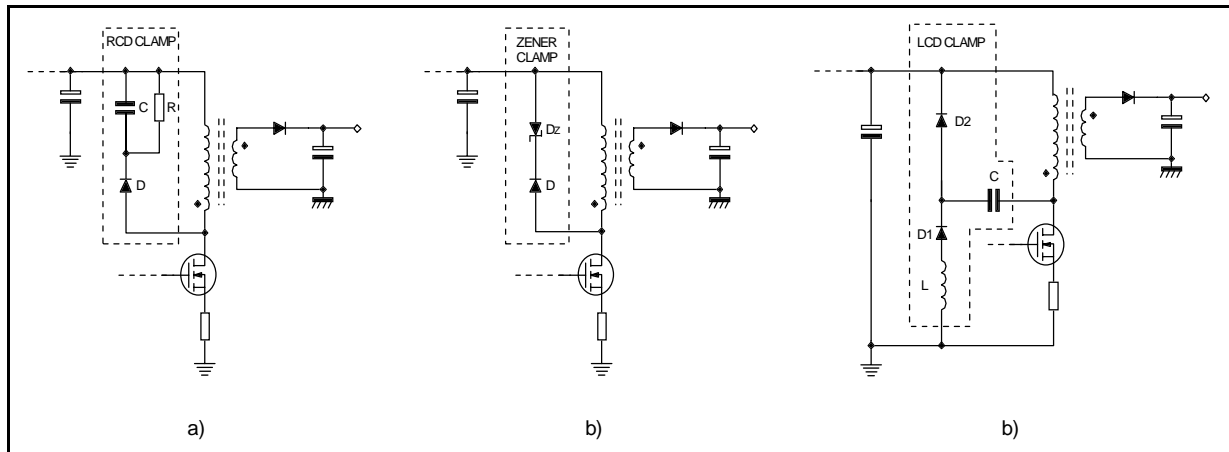 RCD CLAMP
C
R
D
a)
ZENER
CLAMP
Dz
D
b)
LCD CLAMP
D2
C
D1
L
b)